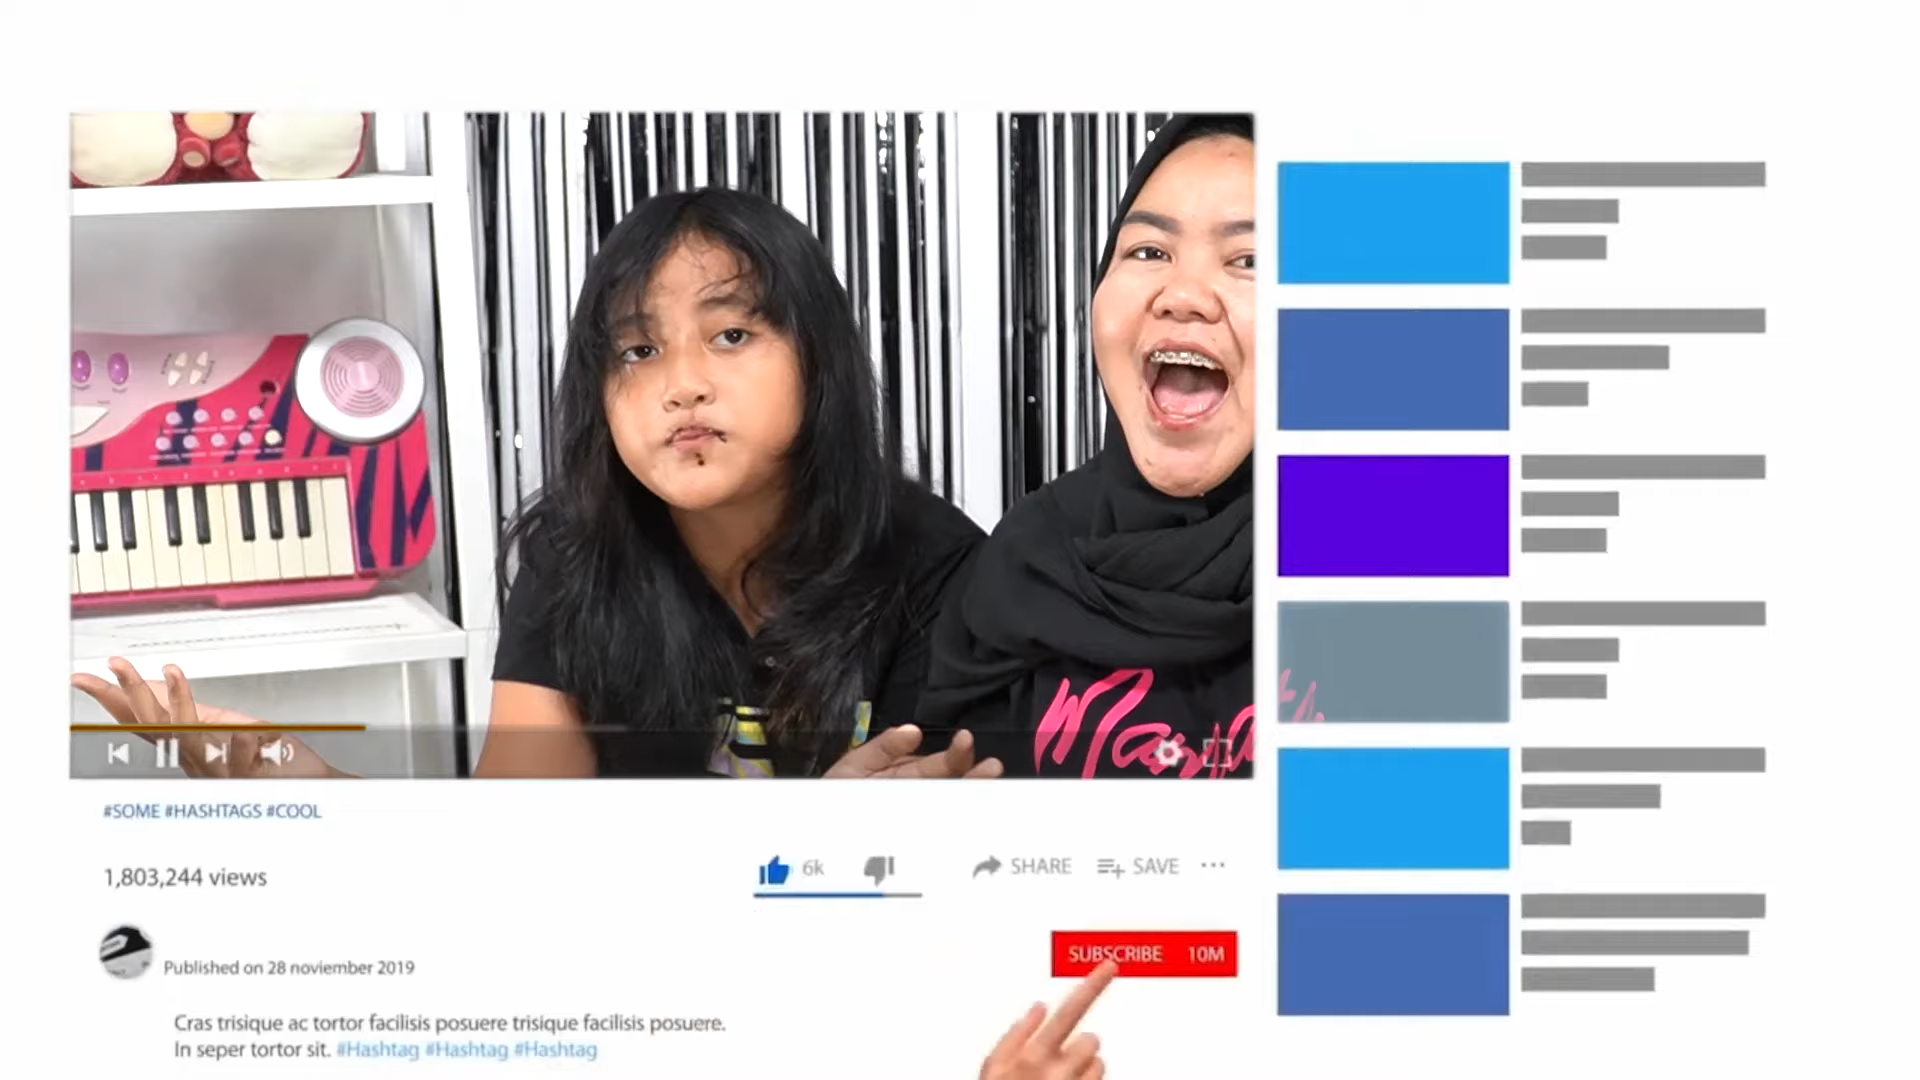 #SOME #HASHTAGS #COOL
1,803,244 views
6k
SHARE
SAVE
SUBSCRIBE 10M
Published on 28 noviember 2019
Cras trisique ac tortor facilisis posuere trisique facilisis posuere.
In seper tortor sit. #Hashtag #Hashtag #Hashtag